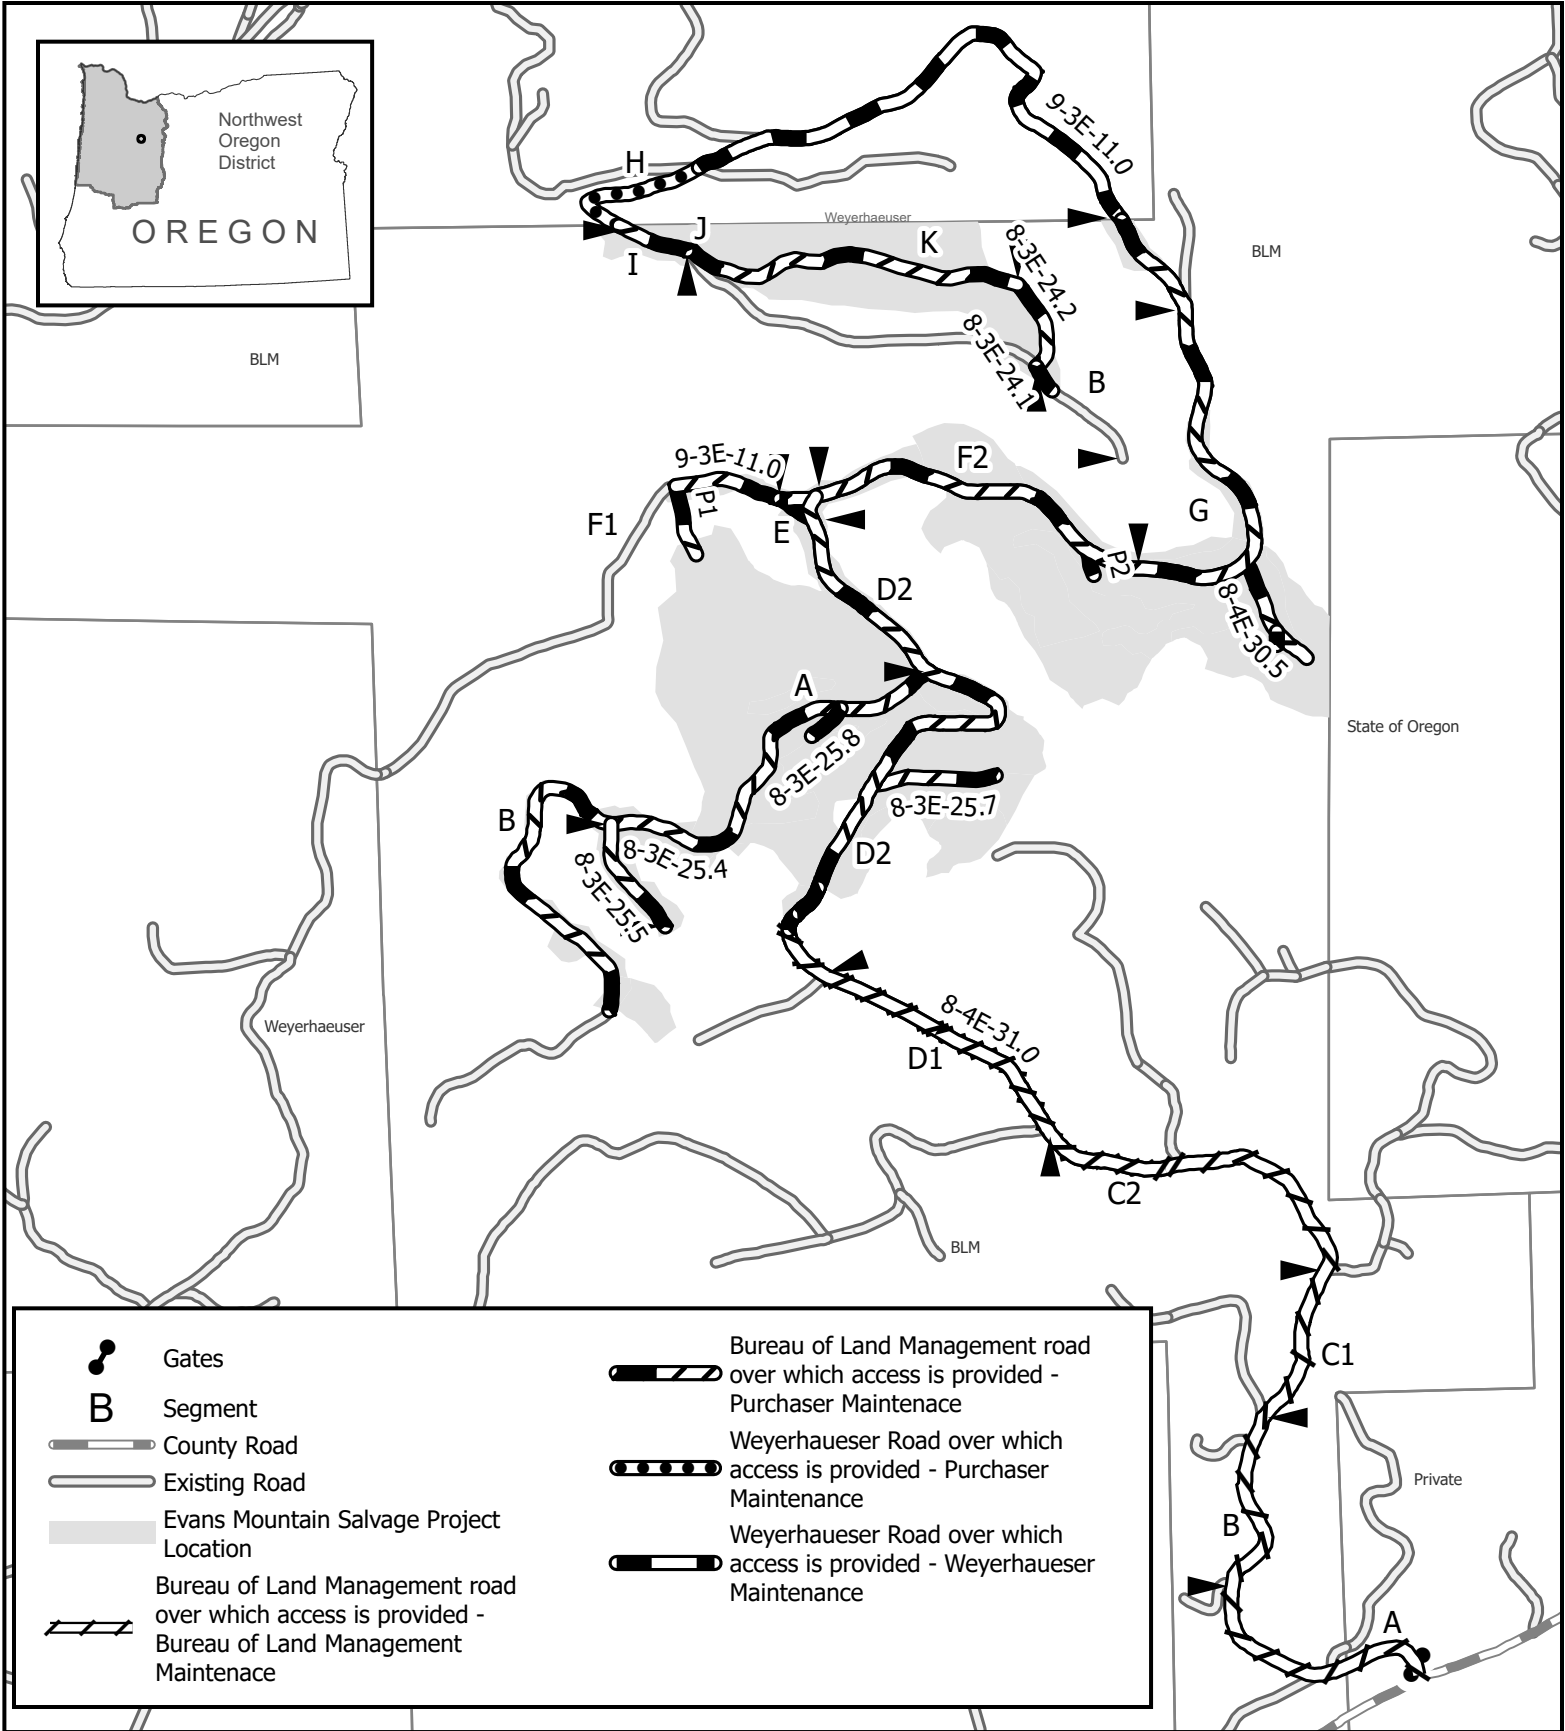 Northwest
Oregon
District
OREGON
9-3E-11.0
H
Weyerhaeuser
J
K
I
8-3E-24.2
BLM
BLM
8-3E-24.1
B
9-3E-11.0
F2
P1
F1
E
G
P2
D2
8-4E-30.5
A
State of Oregon
8-3E-25.8
8-3E-25.7
B
8-3E-25.4
D2
8-3E-25.5
Weyerhaeuser
8-4E-31.0
D1
C2
BLM
C1
Private
B
A
Gates
B
Segment
County Road
Existing Road
Evans Mountain Salvage Project
Location
Bureau of Land Management road
over which access is provided -
Bureau of Land Management
Maintenace
Bureau of Land Management road
over which access is provided -
Purchaser Maintenace
Weyerhaueser Road over which
access is provided - Purchaser
Maintenance
Weyerhaueser Road over which
access is provided - Weyerhaueser
Maintenance